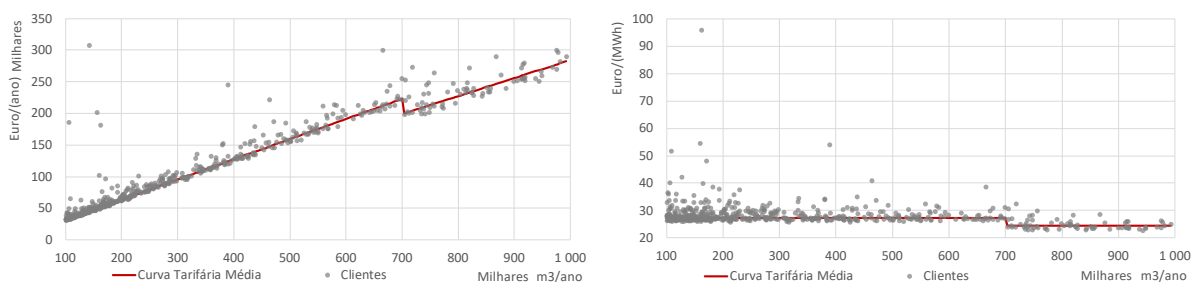 Euro/(ano) Milhares
350
300
250
200
150
100
50
0
100 200 300 400 500 600 700 800 900 1 000
Curva Tarifária Média Clientes Milhares m3/ano
Euro/(MWh)
100
90
80
70
60
50
40
30
20
100 200 300 400 500 600 700 800 900 1 000
Curva Tarifária Média Clientes Milhares m3/ano